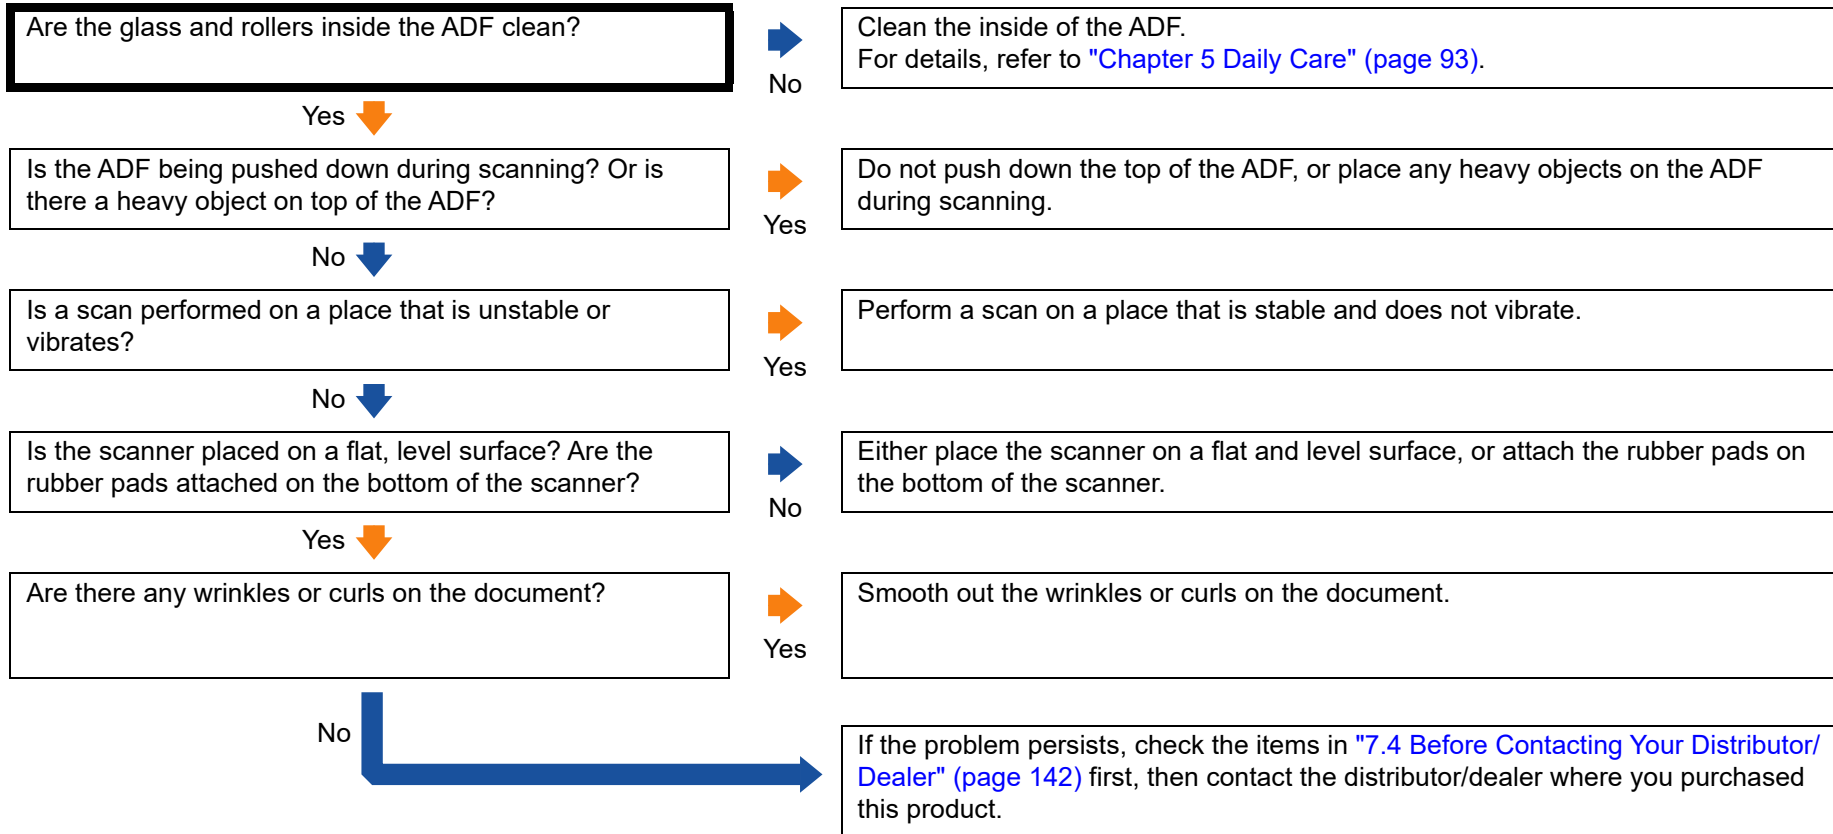 Are the glass and rollers inside the ADF clean?
No
Clean the inside of the ADF.
For details, refer to "Chapter 5 Daily Care" (page 93).
Yes
Is the ADF being pushed down during scanning? Or is
there a heavy object on top of the ADF?
Yes
Do not push down the top of the ADF, or place any heavy objects on the ADF
during scanning.
No
Is a scan performed on a place that is unstable or
vibrates?
Yes
Perform a scan on a place that is stable and does not vibrate.
No
Is the scanner placed on a flat, level surface? Are the
rubber pads attached on the bottom of the scanner?
No
Either place the scanner on a flat and level surface, or attach the rubber pads on
the bottom of the scanner.
Yes
Are there any wrinkles or curls on the document?
Yes
Smooth out the wrinkles or curls on the document.
No
If the problem persists, check the items in "7.4 Before Contacting Your Distributor/
Dealer" (page 142) first, then contact the distributor/dealer where you purchased
this product.